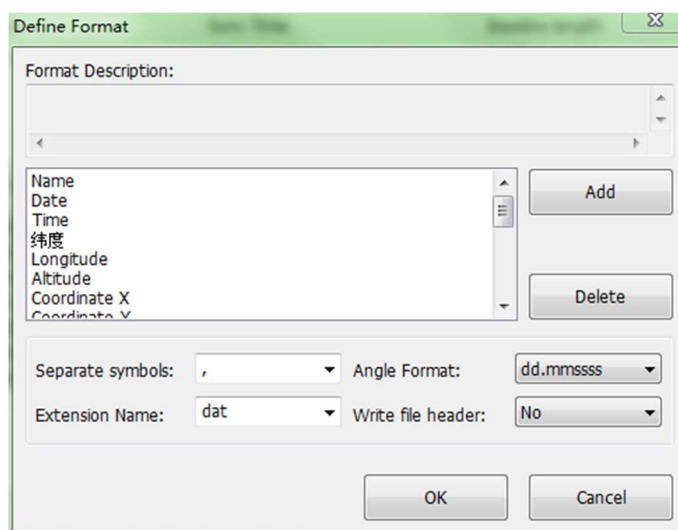 Define Format
Format Description:
Name
Date
Time
纬度
Longitude
Altitude
Coordinate X
Coordinate Y
Add
Delete
Separate symbols: , Angle Format: dd.mmssss
Extension Name: dat Write file header: No
OK Cancel